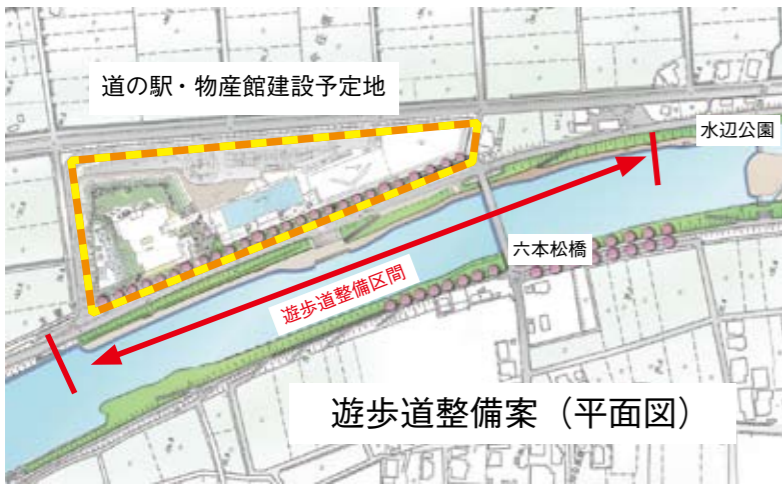 道の駅・物産館建設予定地
水辺公園
六本松橋
遊歩道整備区間
遊歩道整備案（平面図）